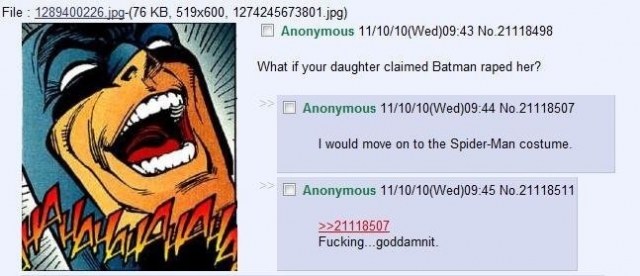 File : 1289400226.jpg-(76 KB, 519x600, 1274245673801.jpg)
Anonymous 11/10/10(Wed)09:43 No.21118498
What if your daughter claimed Batman raped her?
>> Anonymous 11/10/10(Wed)09:44 No.21118507
I would move on to the Spider-Man costume.
>> Anonymous 11/10/10(Wed)09:45 No.21118511
>>21118507
Fucking...goddamnit.
HAHAHAHAHAHAHA